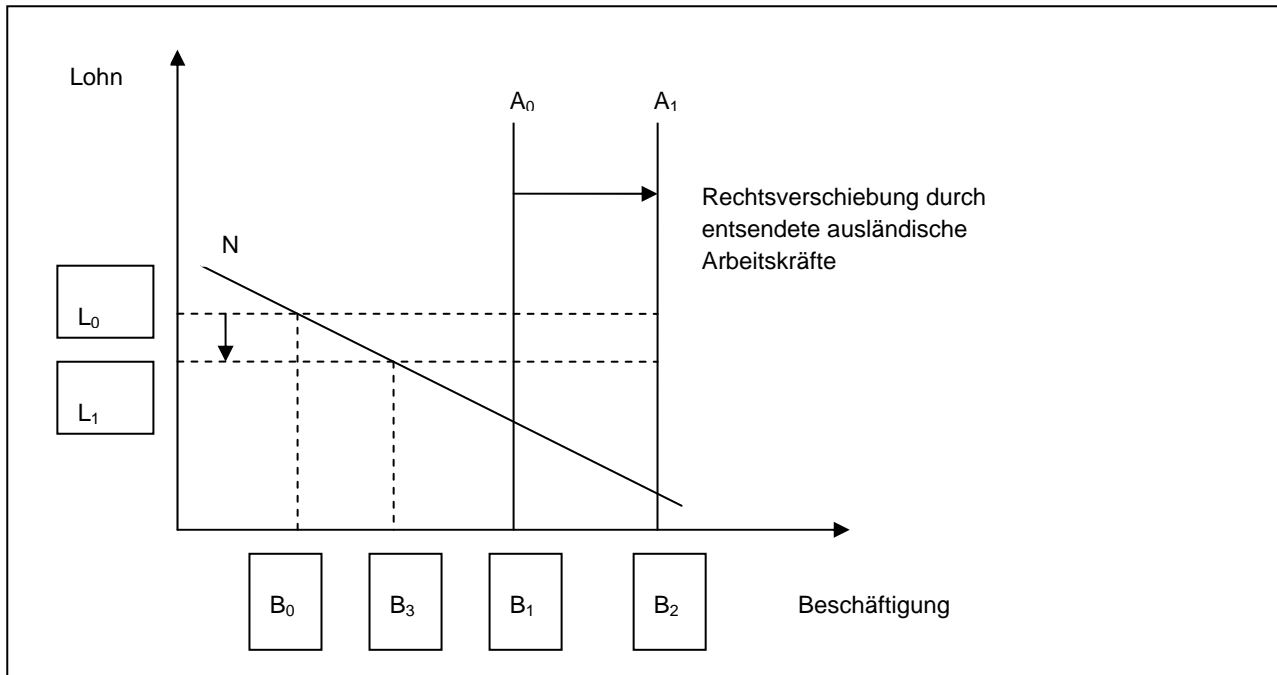 Lohn
A₀
A₁
Rechtsverschiebung durch
entsendete ausländische
Arbeitskräfte
N
L₀
L₁
B₀
B₃
B₁
B₂
Beschäftigung